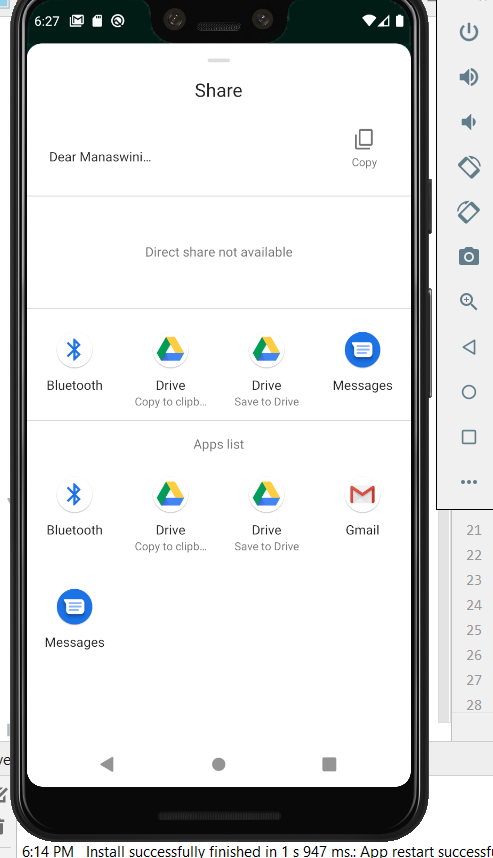 6:27
Share
Dear Manaswini...
Copy
Direct share not available
Bluetooth
Drive
Copy to clipb...
Drive
Save to Drive
Messages
Apps list
Bluetooth
Drive
Copy to clipb...
Drive
Save to Drive
Gmail
Messages
21
22
23
24
25
26
27
28
6:14 PM Install successfully finished in 1 s 947 ms.: App restart successf